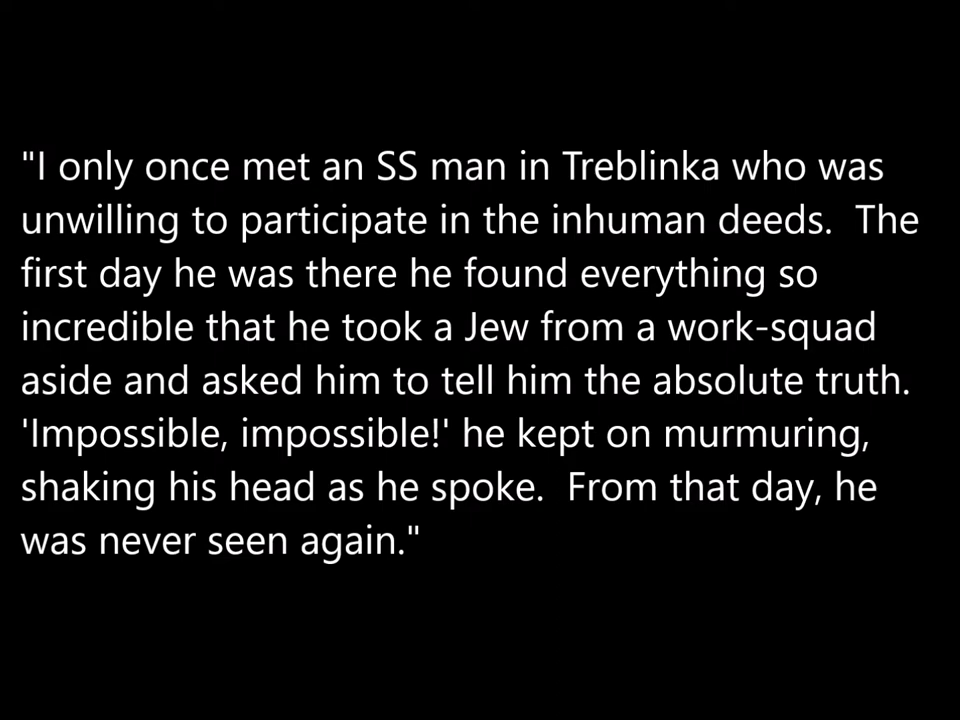 "I only once met an SS man in Treblinka who was
unwilling to participate in the inhuman deeds.  The
first day he was there he found everything so
incredible that he took a Jew from a work-squad
aside and asked him to tell him the absolute truth.
'Impossible, impossible!' he kept on murmuring,
shaking his head as he spoke.  From that day, he
was never seen again."